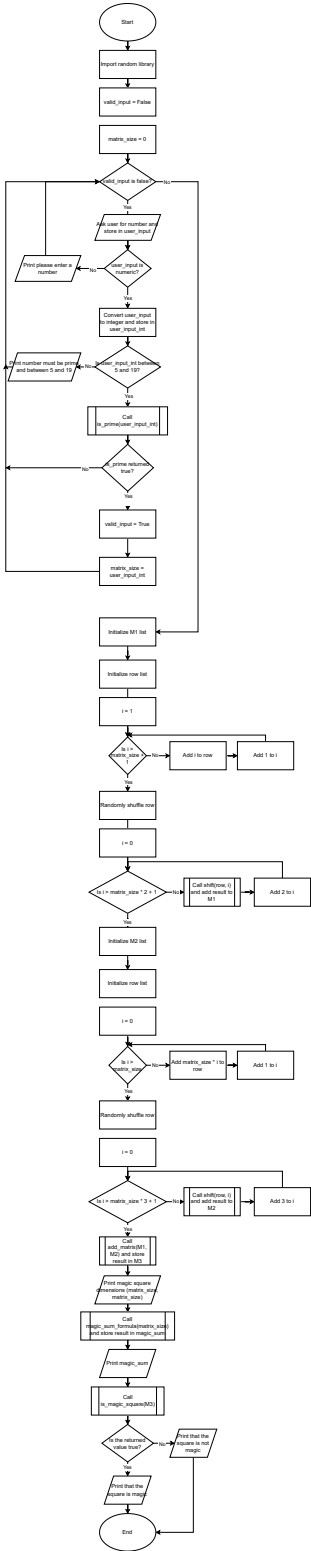 Start
Import random library
valid_input = False
matrix_size = 0
valid_input is false?
No
Yes
Ask user for number and
store in user_input
Print please enter a
number
No
user_input is
numeric?
Yes
Convert user_input
to integer and store in
user_input_int
Print number must be prime
and between 5 and 19
No
Is user_input_int between
5 and 19?
Yes
Call
is_prime(user_input_int)
No
is_prime returned
true?
Yes
valid_input = True
matrix_size =
user_input_int
Initialize M1 list
Initialize row list
i = 1
Is i >
matrix_size +
1
No
Add i to row
Add 1 to i
Yes
Randomly shuffle row
i = 0
Is i > matrix_size * 2 + 1
No
Call shift(row, i)
and add result to
M1
Add 2 to i
Yes
Initialize M2 list
Initialize row list
i = 0
Is i >
matrix_size
No
Add matrix_size * i to
row
Add 1 to i
Yes
Randomly shuffle row
i = 0
Is i > matrix_size * 3 + 1
No
Call shift(row, i)
and add result to
M2
Add 3 to i
Yes
Call
add_matrix(M1,
M2) and store
result in M3
Print magic square
dimensions (matrix_size,
matrix_size)
Call
magic_sum_formula(matrix_size)
and store result in magic_sum
Print magic_sum
Call
is_magic_square(M3)
Is the returned
value true?
No
Print that the
square is not
magic
Yes
Print that the
square is magic
End